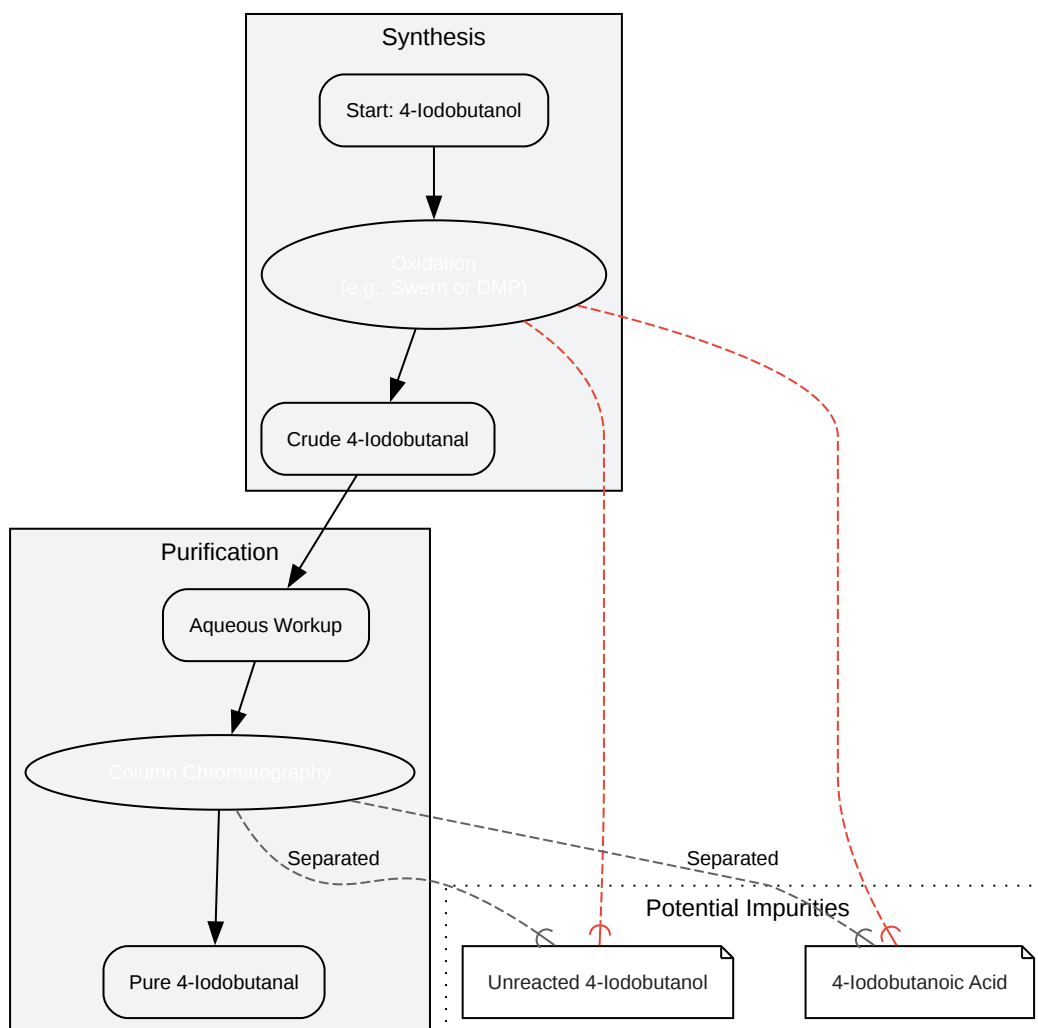 Synthesis
Start: 4-Iodobutanol
Oxidation
(e.g., Swern or DMP)
Crude 4-Iodobutanal
Purification
Aqueous Workup
Column Chromatography
Separated
Separated
Potential Impurities
Pure 4-Iodobutanal
Unreacted 4-Iodobutanol
4-Iodobutanoic Acid